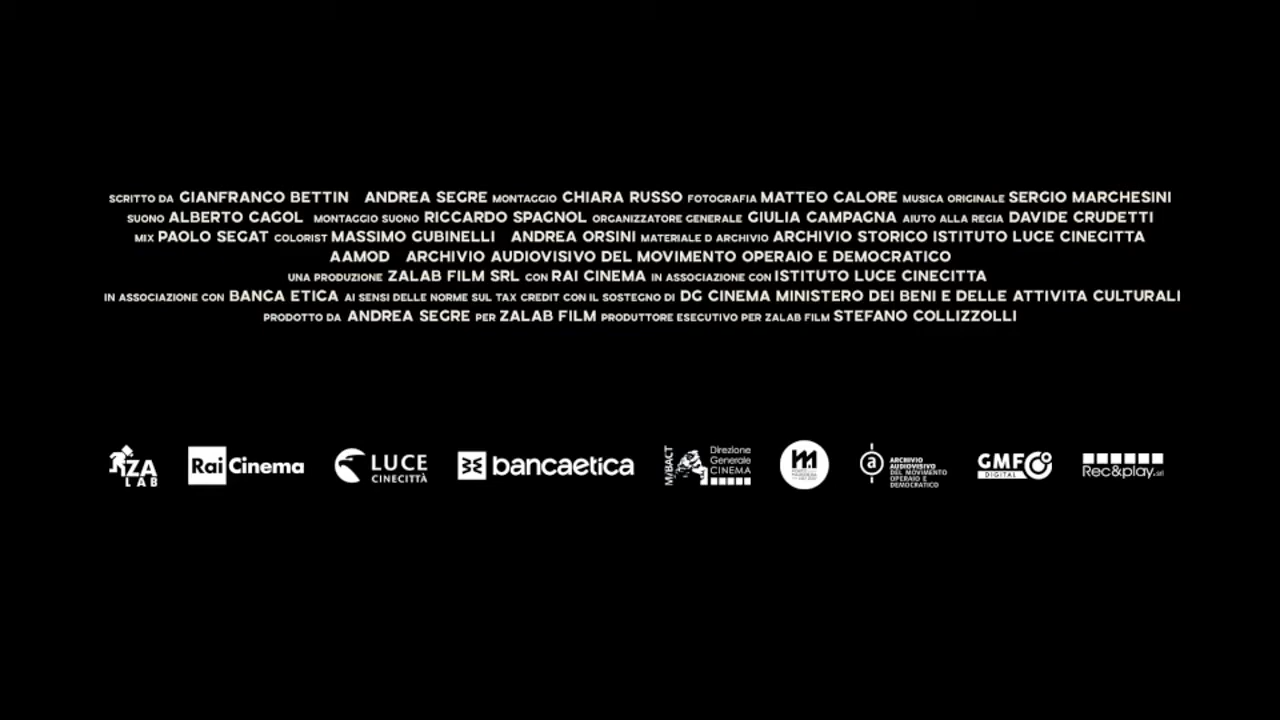 SCRITTO DA GIANFRANCO BETTIN ANDREA SEGRE MONTAGGIO CHIARA RUSSO FOTOGRAFIA MATTEO CALORE MUSICA ORIGINALE SERGIO MARCHESINI
SUONO ALBERTO CAGOL MONTAGGIO SUONO RICCARDO SPAGNOL ORGANIZZATORE GENERALE GIULIA CAMPAGNA AIUTO ALLA REGIA DAVIDE CRUDETTI
MIX PAOLO SEGAT COLORIST MASSIMO GUBINELLI ANDREA ORSINI MATERIALE D ARCHIVIO ARCHIVIO STORICO ISTITUTO LUCE CINECITTA
AAMOD ARCHIVIO AUDIOVISIVO DEL MOVIMENTO OPERAIO E DEMOCRATICO
UNA PRODUZIONE ZALAB FILM SRL CON RAI CINEMA IN ASSOCIAZIONE CON ISTITUTO LUCE CINECITTA
IN ASSOCIAZIONE CON BANCA ETICA AI SENSI DELLE NORME SUL TAX CREDIT CON IL SOSTEGNO DI DG CINEMA MINISTERO DEI BENI E DELLE ATTIVITA CULTURALI
PRODOTTO DA ANDREA SEGRE PER ZALAB FILM PRODUTTORE ESECUTIVO PER ZALAB FILM STEFANO COLLIZZOLLI
ZA
LAB
Rai Cinema
LUCE
CINECITTÀ
bancaetica
MiBACT
Direzione
Generale
CINEMA
a
ARCHIVIO
AUDIOVISIVO
DEL MOVIMENTO
OPERAIO E
DEMOCRATICO
GMF
DIGITAL
Rec&play.srl